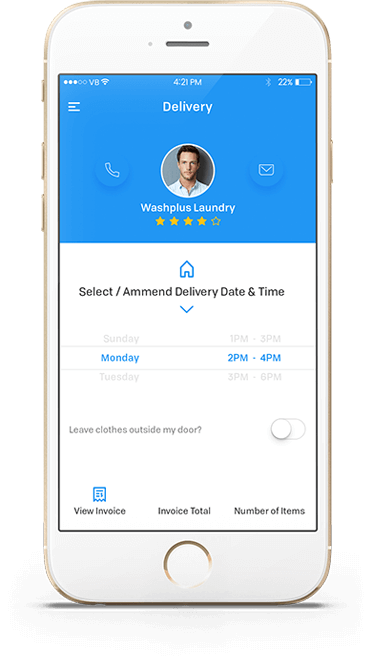 VB 4:21 PM 22%
Delivery
Washplus Laundry
Select / Ammend Delivery Date & Time
Sunday 1PM - 3PM
Monday 2PM - 4PM
Tuesday 3PM - 6PM
Leave clothes outside my door?
View Invoice Invoice Total Number of Items